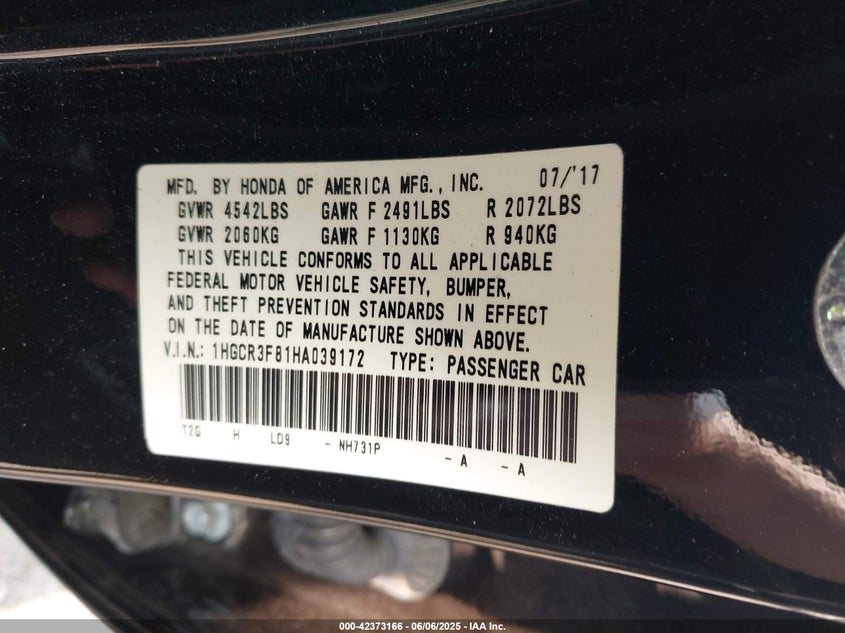 MFD. BY HONDA OF AMERICA MFG., INC. 07/'17
GVWR 4542LBS GAWR F 2491LBS R 2072LBS
GVWR 2060KG GAWR F 1130KG R 940KG
THIS VEHICLE CONFORMS TO ALL APPLICABLE
FEDERAL MOTOR VEHICLE SAFETY, BUMPER,
AND THEFT PREVENTION STANDARDS IN EFFECT
ON THE DATE OF MANUFACTURE SHOWN ABOVE.
V.I.N.: 1HGCR3F81HA039172 TYPE: PASSENGER CAR
T2G H LD9 - NH731P - A - A
000-42373166 - 06/06/2025 - IAA Inc.